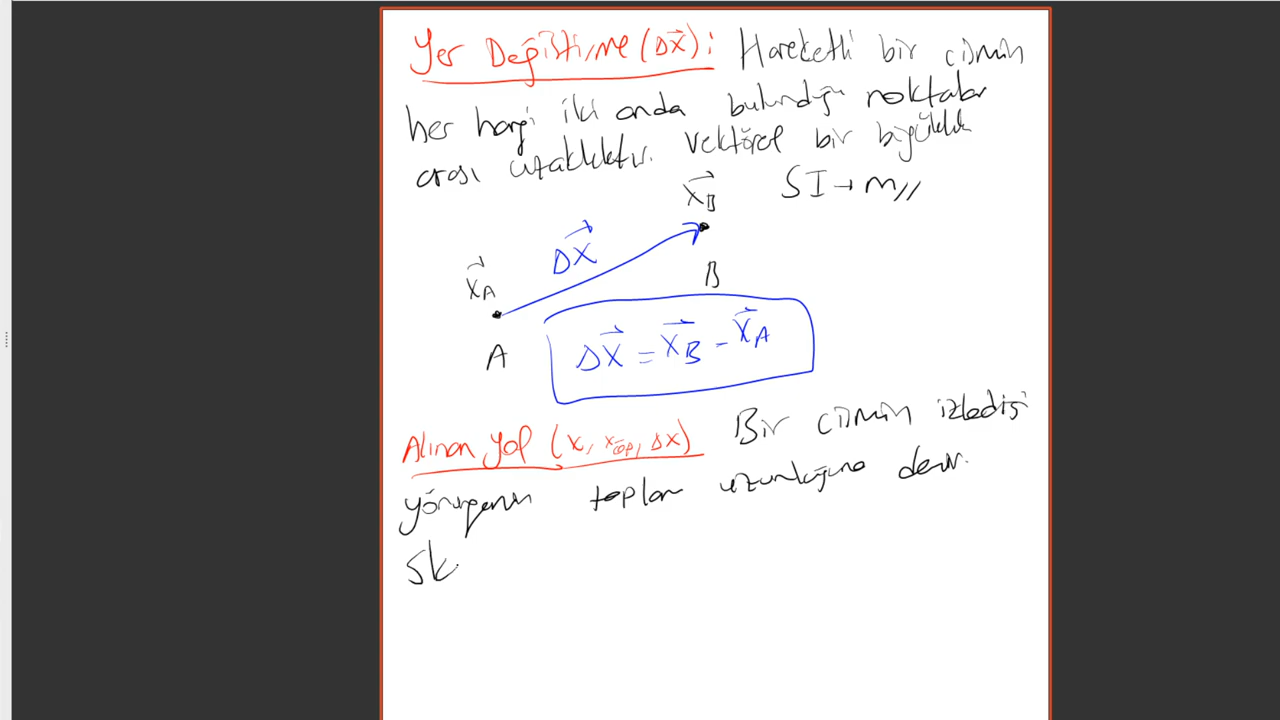 Yer Değiştirme (Δx⃗): Hareketli bir cismin
her hangi iki anda bulunduğu noktalar
arası uzaklıktır. Vektörel bir büyüklük
SI → m//
x⃗B
Δx⃗
x⃗A
B
A
Δx⃗ = x⃗B - x⃗A
Alınan yol (x, xtop, Δx) Bir cismin izlediği
yörüngenin toplam uzunluğuna denir.
Sk